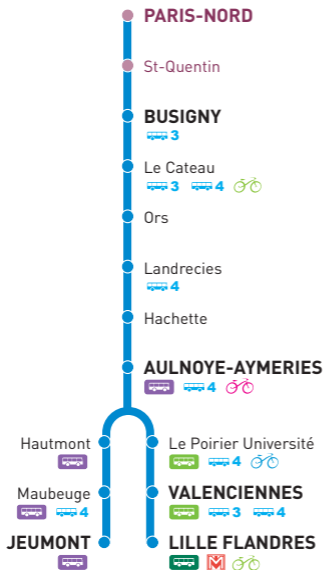 PARIS-NORD
St-Quentin
BUSIGNY
3
Le Cateau
3 4
Ors
Landrecies
4
Hachette
AULNOYE-AYMERIES
4
Hautmont
Le Poirier Université
4
Maubeuge
4
VALENCIENNES
3 4
JEUMONT
LILLE FLANDRES
M